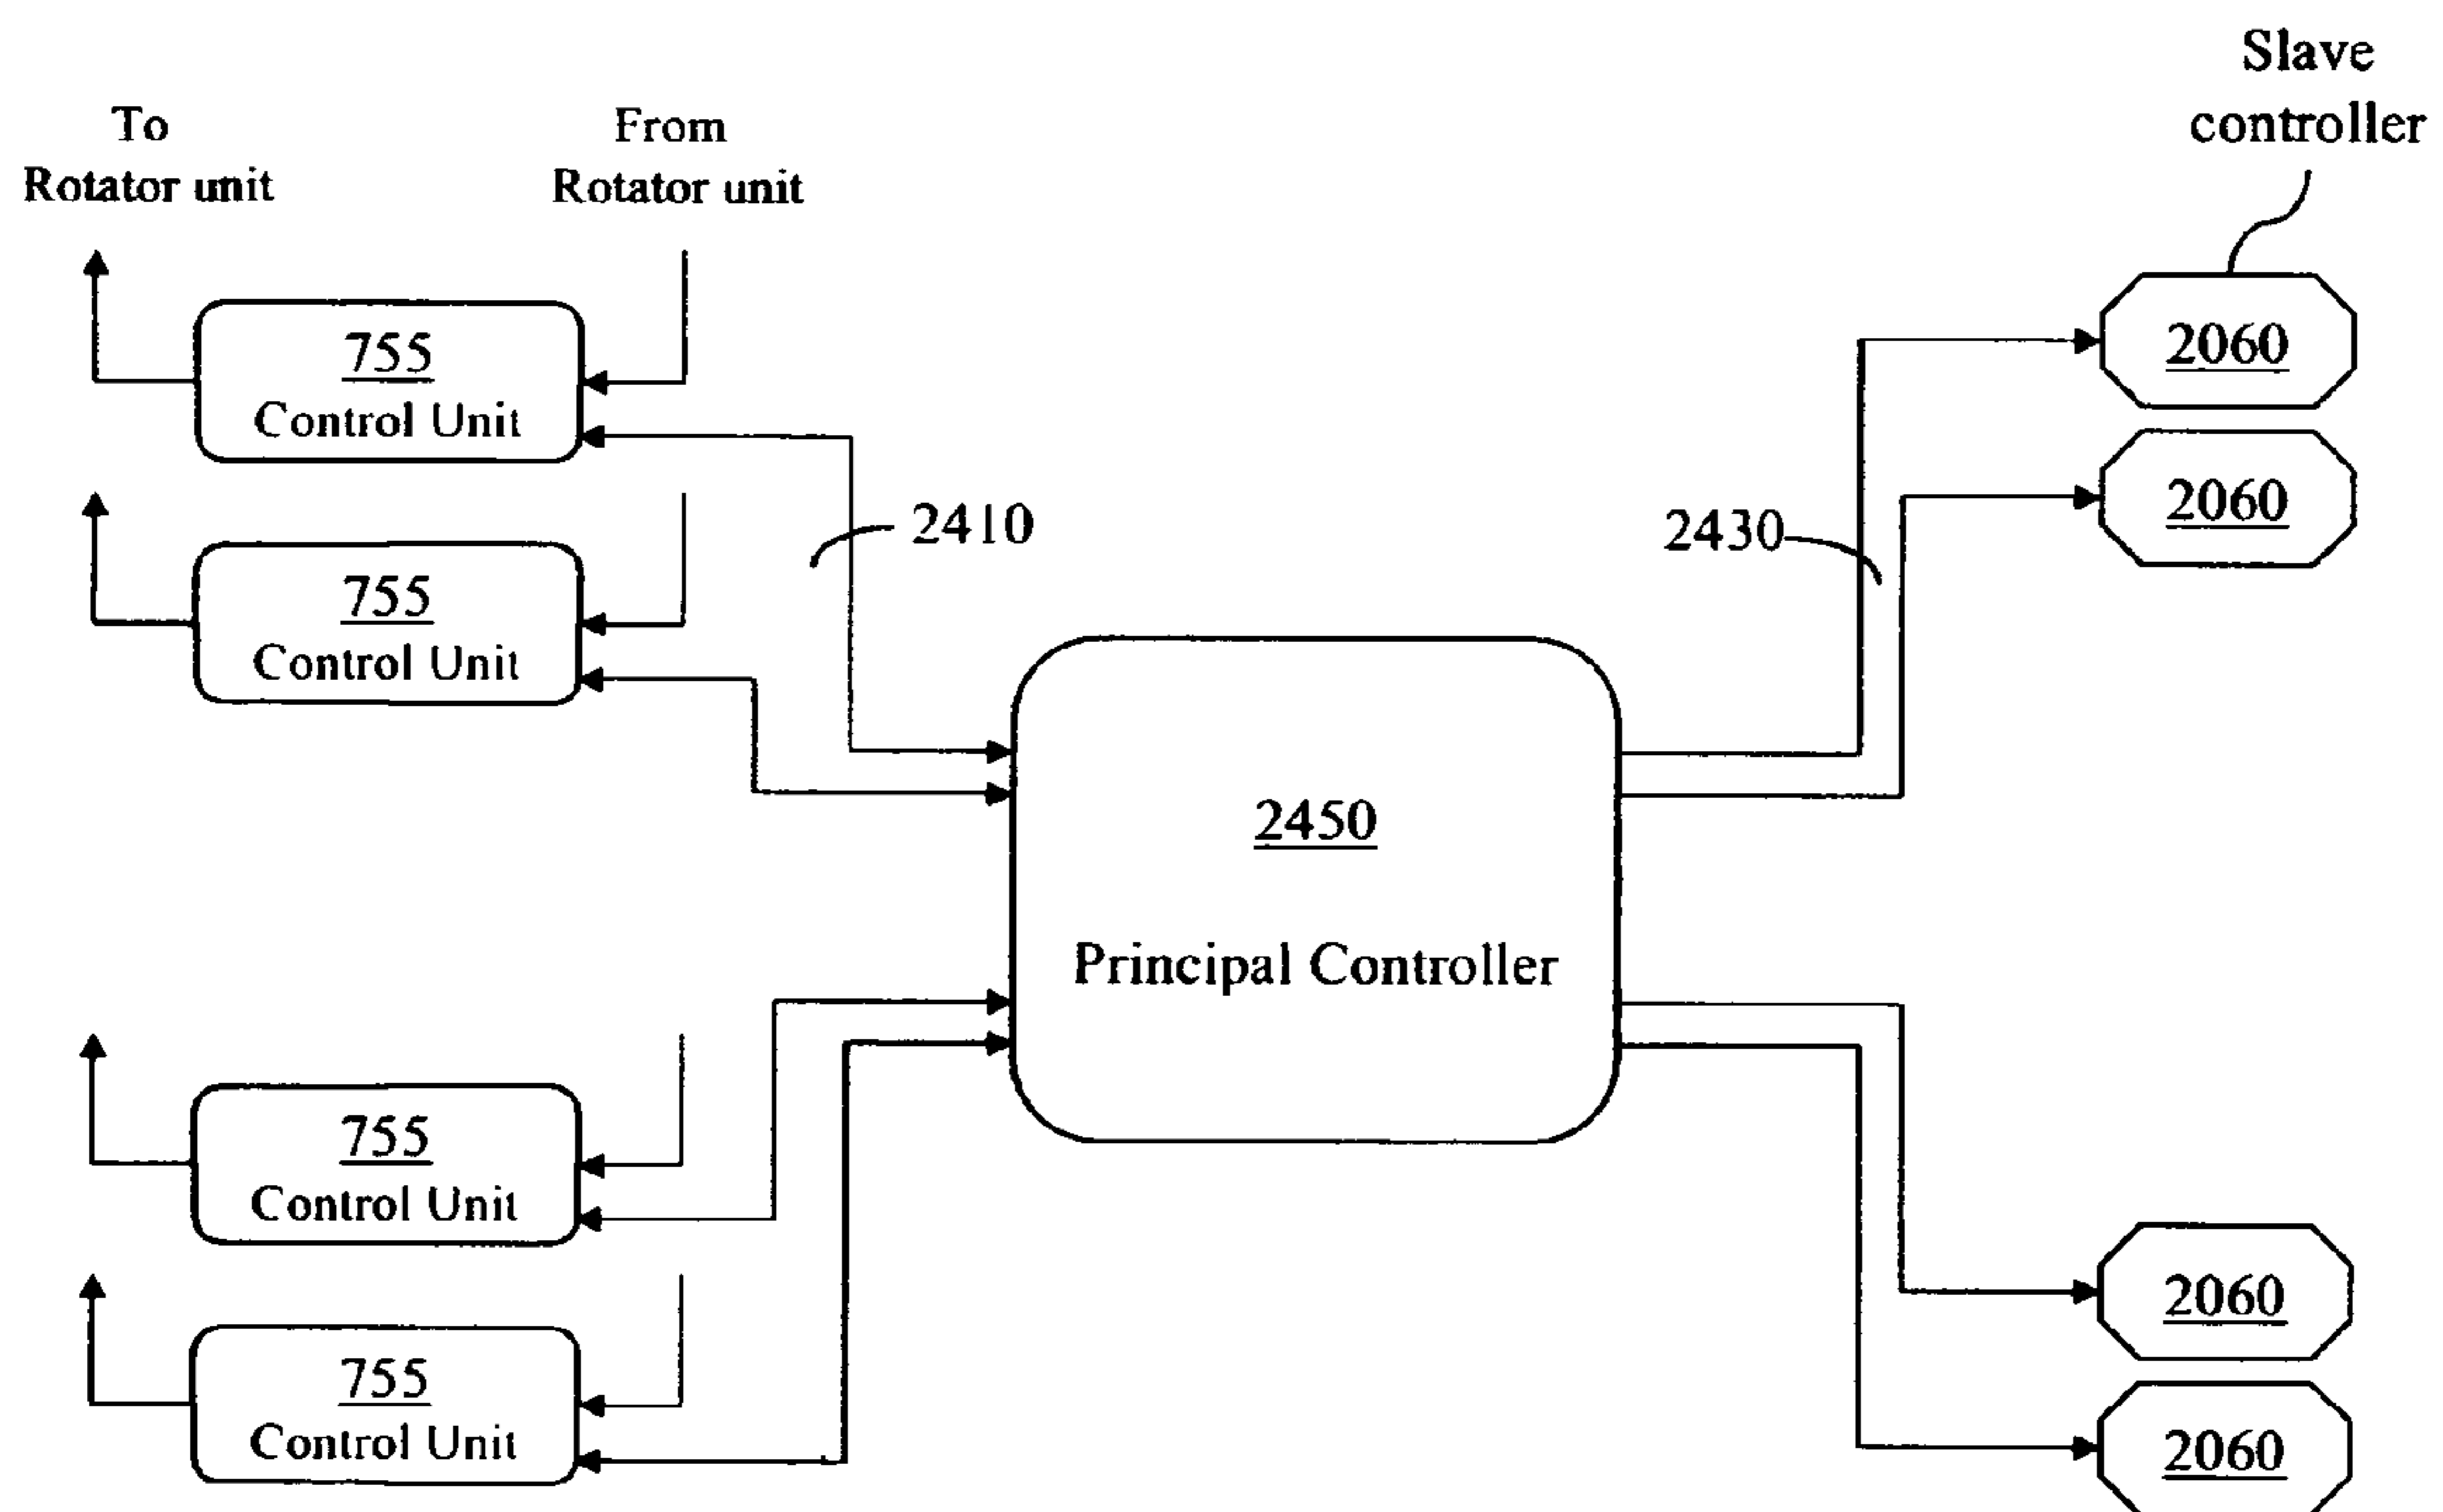 Slave
controller
To
Rotator unit
From
Rotator unit
755
Control Unit
2060
2060
2410
2430
755
Control Unit
2450
Principal Controller
755
Control Unit
2060
755
Control Unit
2060